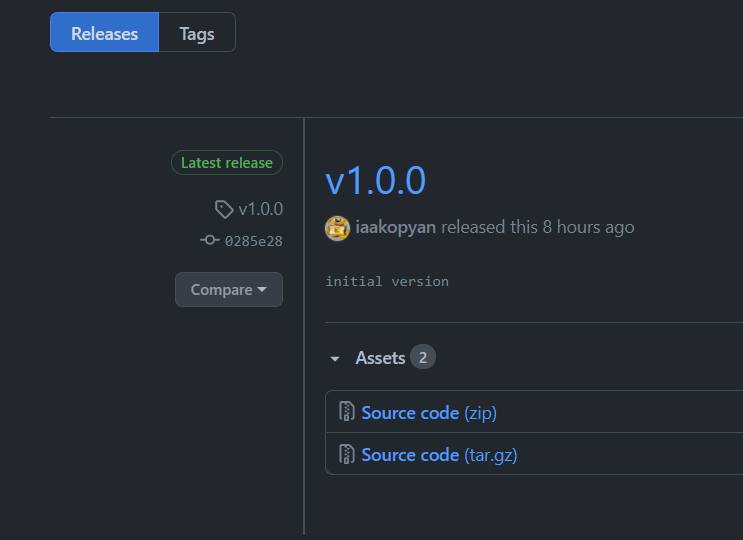 Releases Tags
Latest release
v1.0.0
0285e28
Compare
v1.0.0
iaakopyan released this 8 hours ago
initial version
Assets 2
Source code (zip)
Source code (tar.gz)